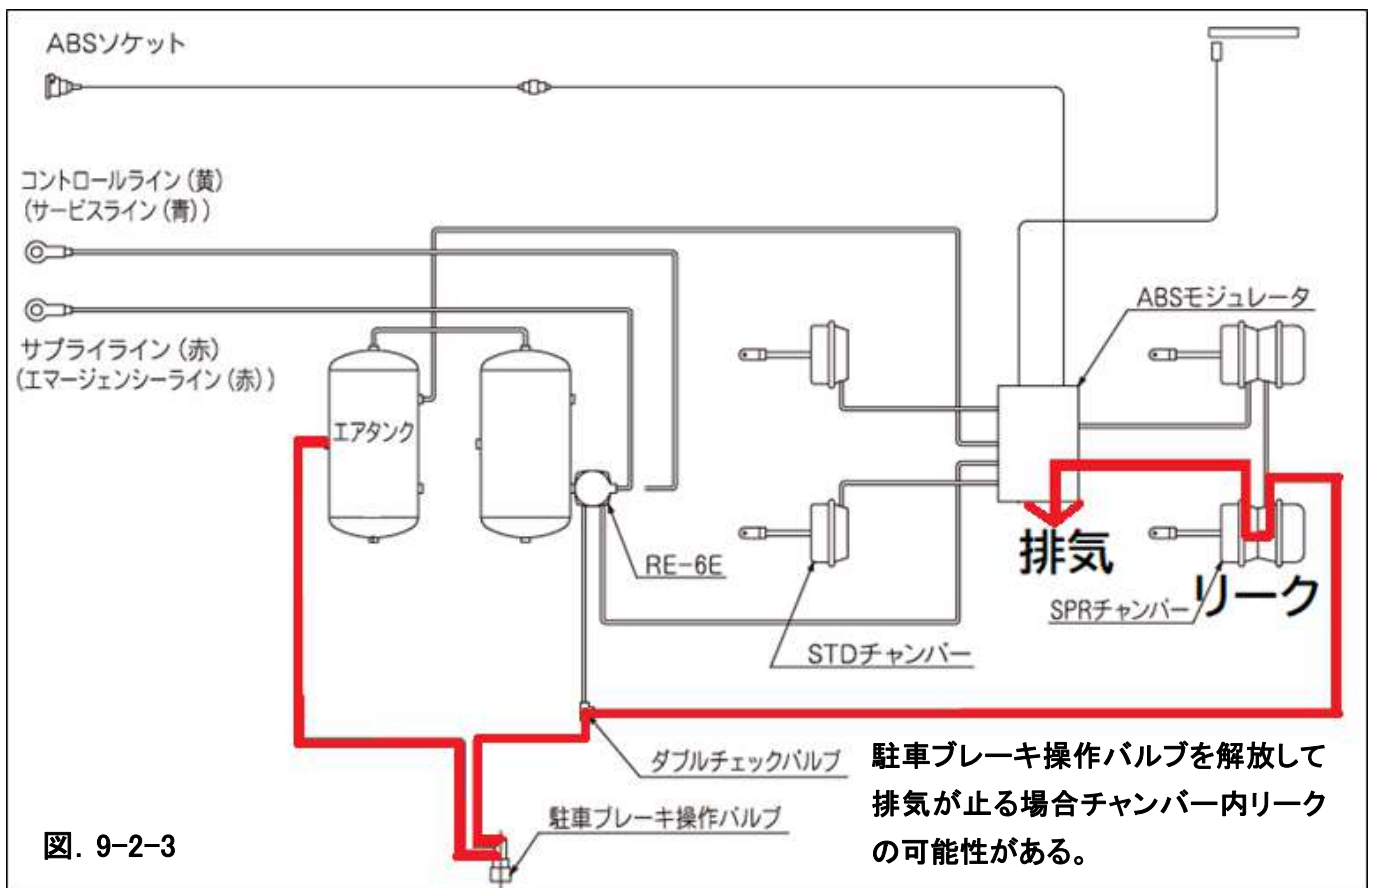 ABSソケット
コントロールライン（黄）
（サービスライン（青））
サプライライン（赤）
（エマージェンシーライン（赤））
エアタンク
ABSモジュレータ
排気
RE-6E
リーク
SPRチャンバー
STDチャンバー
ダブルチェックバルブ
駐車ブレーキ操作バルブ
駐車ブレーキ操作バルブを解放して
排気が止る場合チャンバー内リーク
の可能性がある。
図．9-2-3